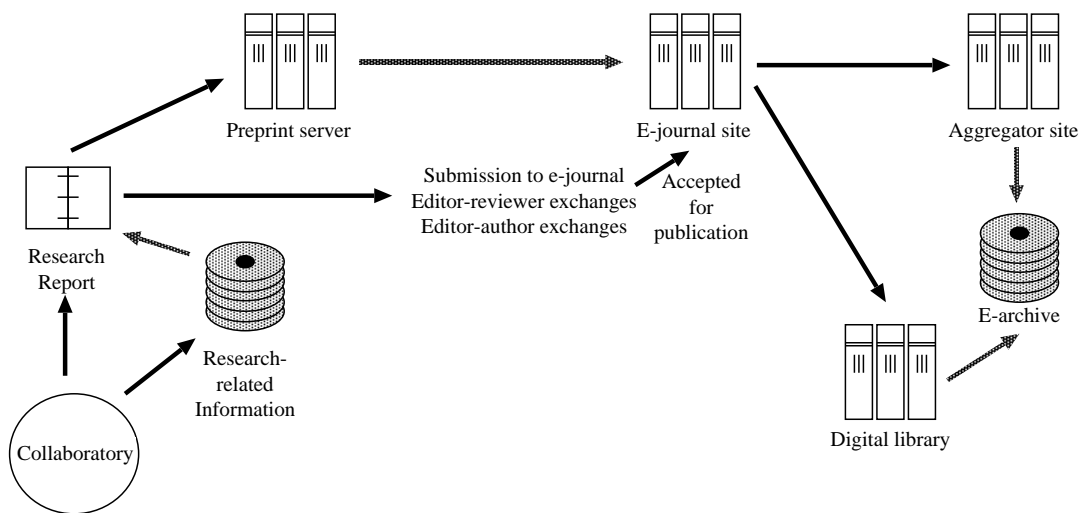 Preprint server
E-journal site
Aggregator site
Submission to e-journal
Editor-reviewer exchanges
Editor-author exchanges
Accepted
for
publication
Research
Report
E-archive
Research-
related
Information
Digital library
Collaboratory